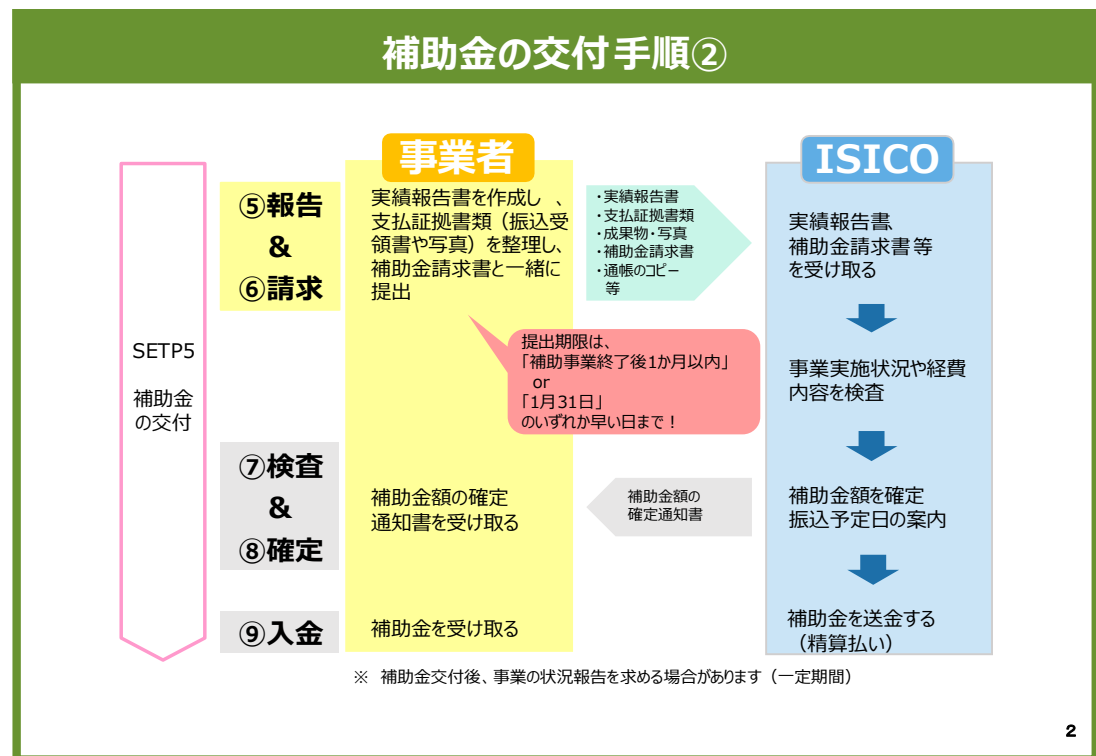 補助金の交付手順②
事業者
ISICO
SETP5
補助金
の交付
⑤報告
&
⑥請求
実績報告書を作成し、
支払証拠書類（振込受
領書や写真）を整理し、
補助金請求書と一緒に
提出
・実績報告書
・支払証拠書類
・成果物・写真
・補助金請求書
・通帳のコピー
等
実績報告書、
補助金請求書等
を受け取る
提出期限は、
「補助事業終了後1か月以内」
or
「1月31日」
のいずれか早い日まで！
事業実施状況や経費
内容を検査
⑦検査
&
⑧確定
補助金額の確定
通知書を受け取る
補助金額の
確定通知書
補助金額を確定
振込予定日の案内
⑨入金
補助金を受け取る
補助金を送金する
（精算払い）
※ 補助金交付後、事業の状況報告を求める場合があります（一定期間）
2